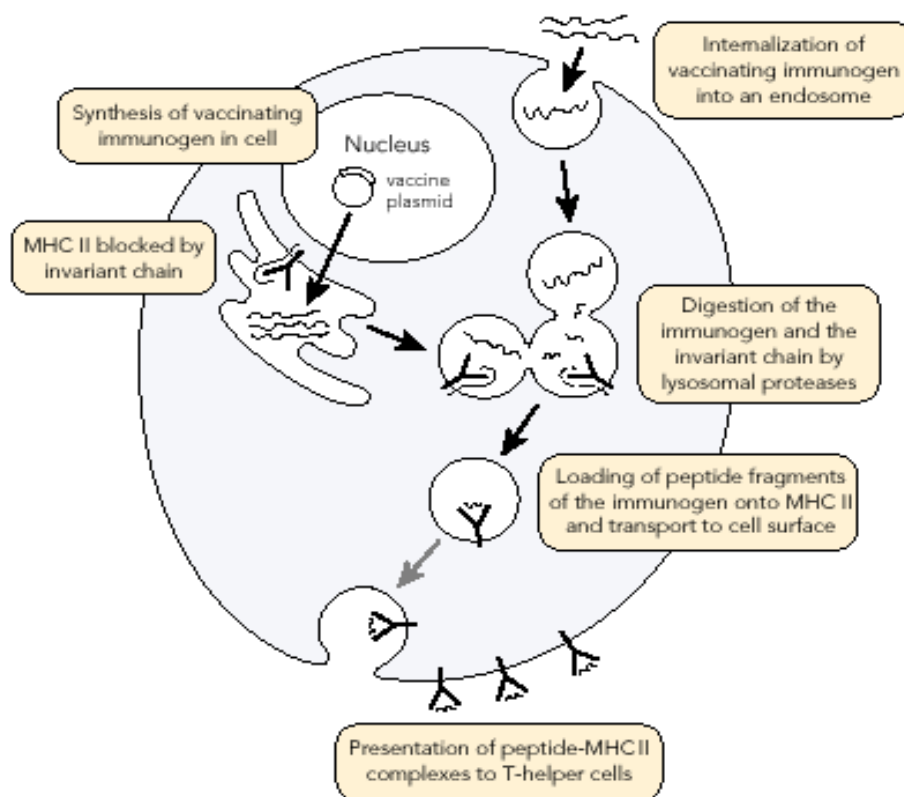 Internalization of
vaccinating immunogen
into an endosome
Synthesis of vaccinating
immunogen in cell
Nucleus
vaccine
plasmid
MHC II blocked by
invariant chain
Digestion of the
immunogen and the
invariant chain by
lysosomal proteases
Loading of peptide fragments
of the immunogen onto MHC II
and transport to cell surface
Presentation of peptide-MHC II
complexes to T-helper cells